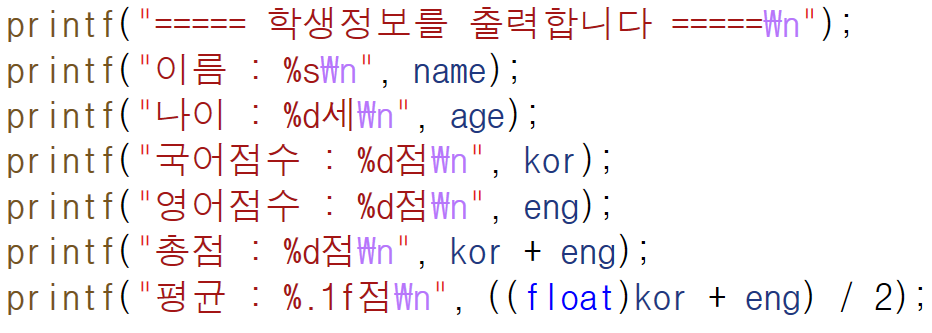 printf("===== 학생정보를 출력합니다 =====₩n");
printf("이름 : %s₩n", name);
printf("나이 : %d세₩n", age);
printf("국어점수 : %d점₩n", kor);
printf("영어점수 : %d점₩n", eng);
printf("총점 : %d점₩n", kor + eng);
printf("평균 : %.1f점₩n", ((float)kor + eng) / 2);